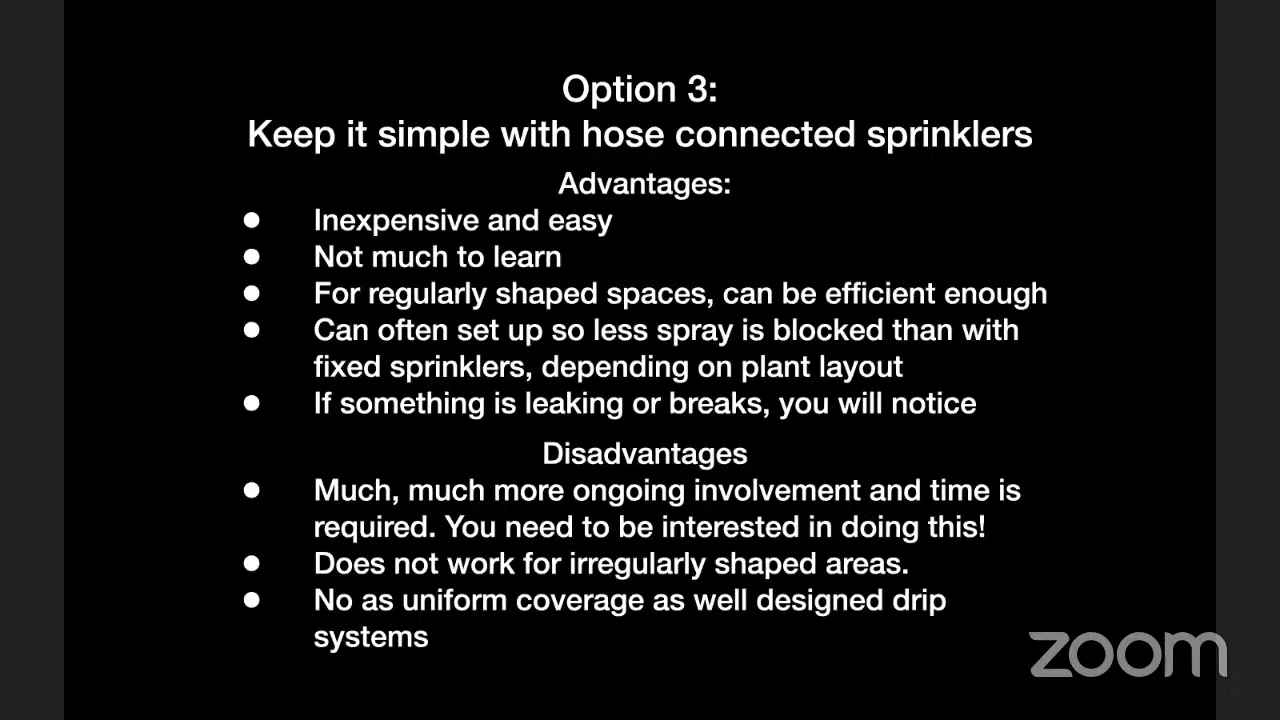 Option 3:
Keep it simple with hose connected sprinklers
Advantages:
● Inexpensive and easy
● Not much to learn
● For regularly shaped spaces, can be efficient enough
● Can often set up so less spray is blocked than with
fixed sprinklers, depending on plant layout
● If something is leaking or breaks, you will notice
Disadvantages
● Much, much more ongoing involvement and time is
required. You need to be interested in doing this!
● Does not work for irregularly shaped areas.
● No as uniform coverage as well designed drip
systems
zoom